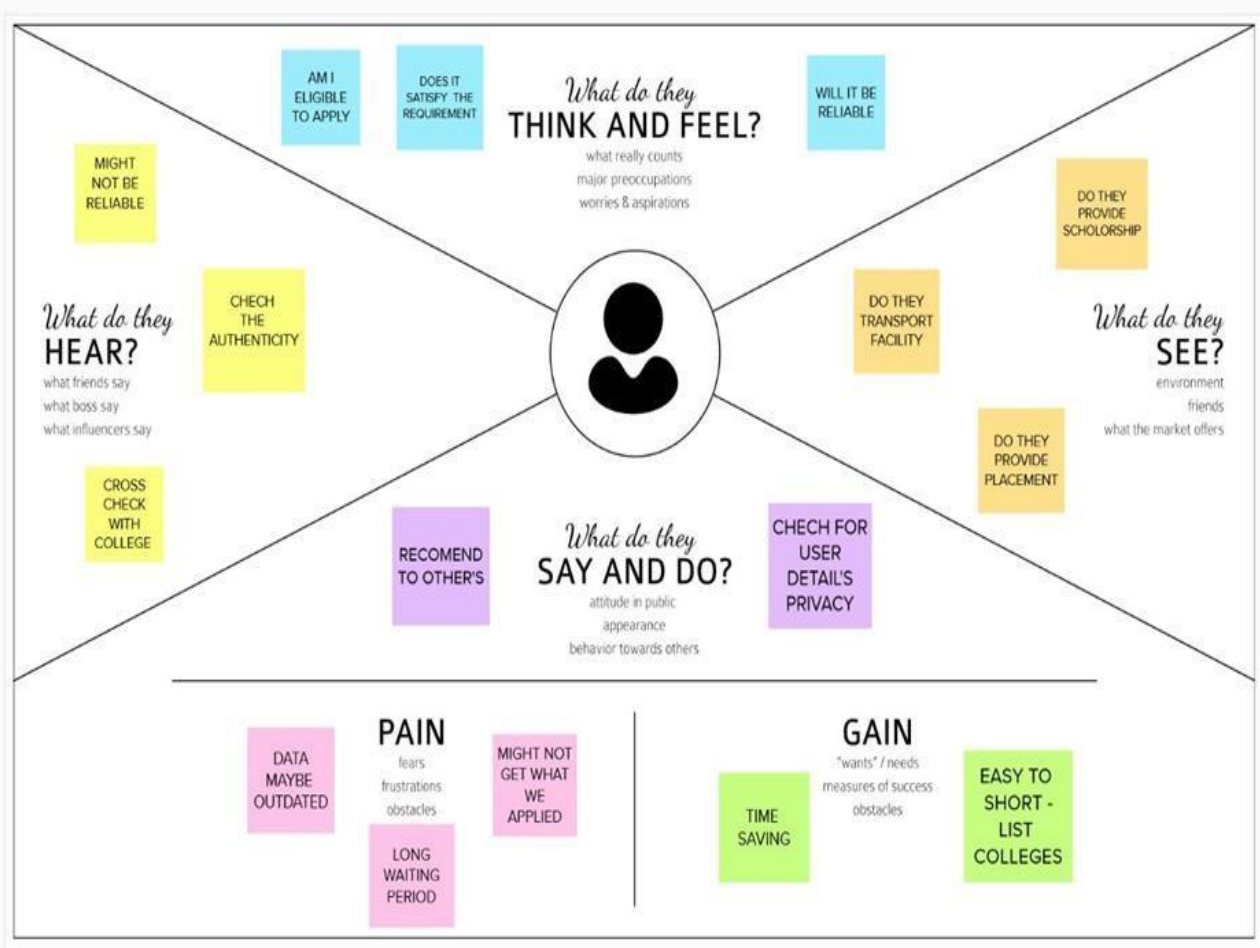 AM I
ELIGIBLE
TO APPLY
DOES IT
SATISFY THE
REQUIREMENT
What do they
THINK AND FEEL?
what really counts
major preoccupations
worries & aspirations
WILL IT BE
RELIABLE
MIGHT
NOT BE
RELIABLE
CHECH
THE
AUTHENTICITY
What do they
HEAR?
what friends say
what boss say
what influencers say
CROSS
CHECK
WITH
COLLEGE
DO THEY
PROVIDE
SCHOLORSHIP
DO THEY
TRANSPORT
FACILITY
What do they
SEE?
environment
friends
what the market offers
DO THEY
PROVIDE
PLACEMENT
RECOMEND
TO OTHER'S
What do they
SAY AND DO?
attitude in public
appearance
behavior towards others
CHECH FOR
USER
DETAIL'S
PRIVACY
PAIN
fears
frustrations
obstacles
DATA
MAYBE
OUTDATED
MIGHT NOT
GET WHAT
WE
APPLIED
LONG
WAITING
PERIOD
GAIN
"wants" / needs
measures of success
obstacles
TIME
SAVING
EASY TO
SHORT -
LIST
COLLEGES